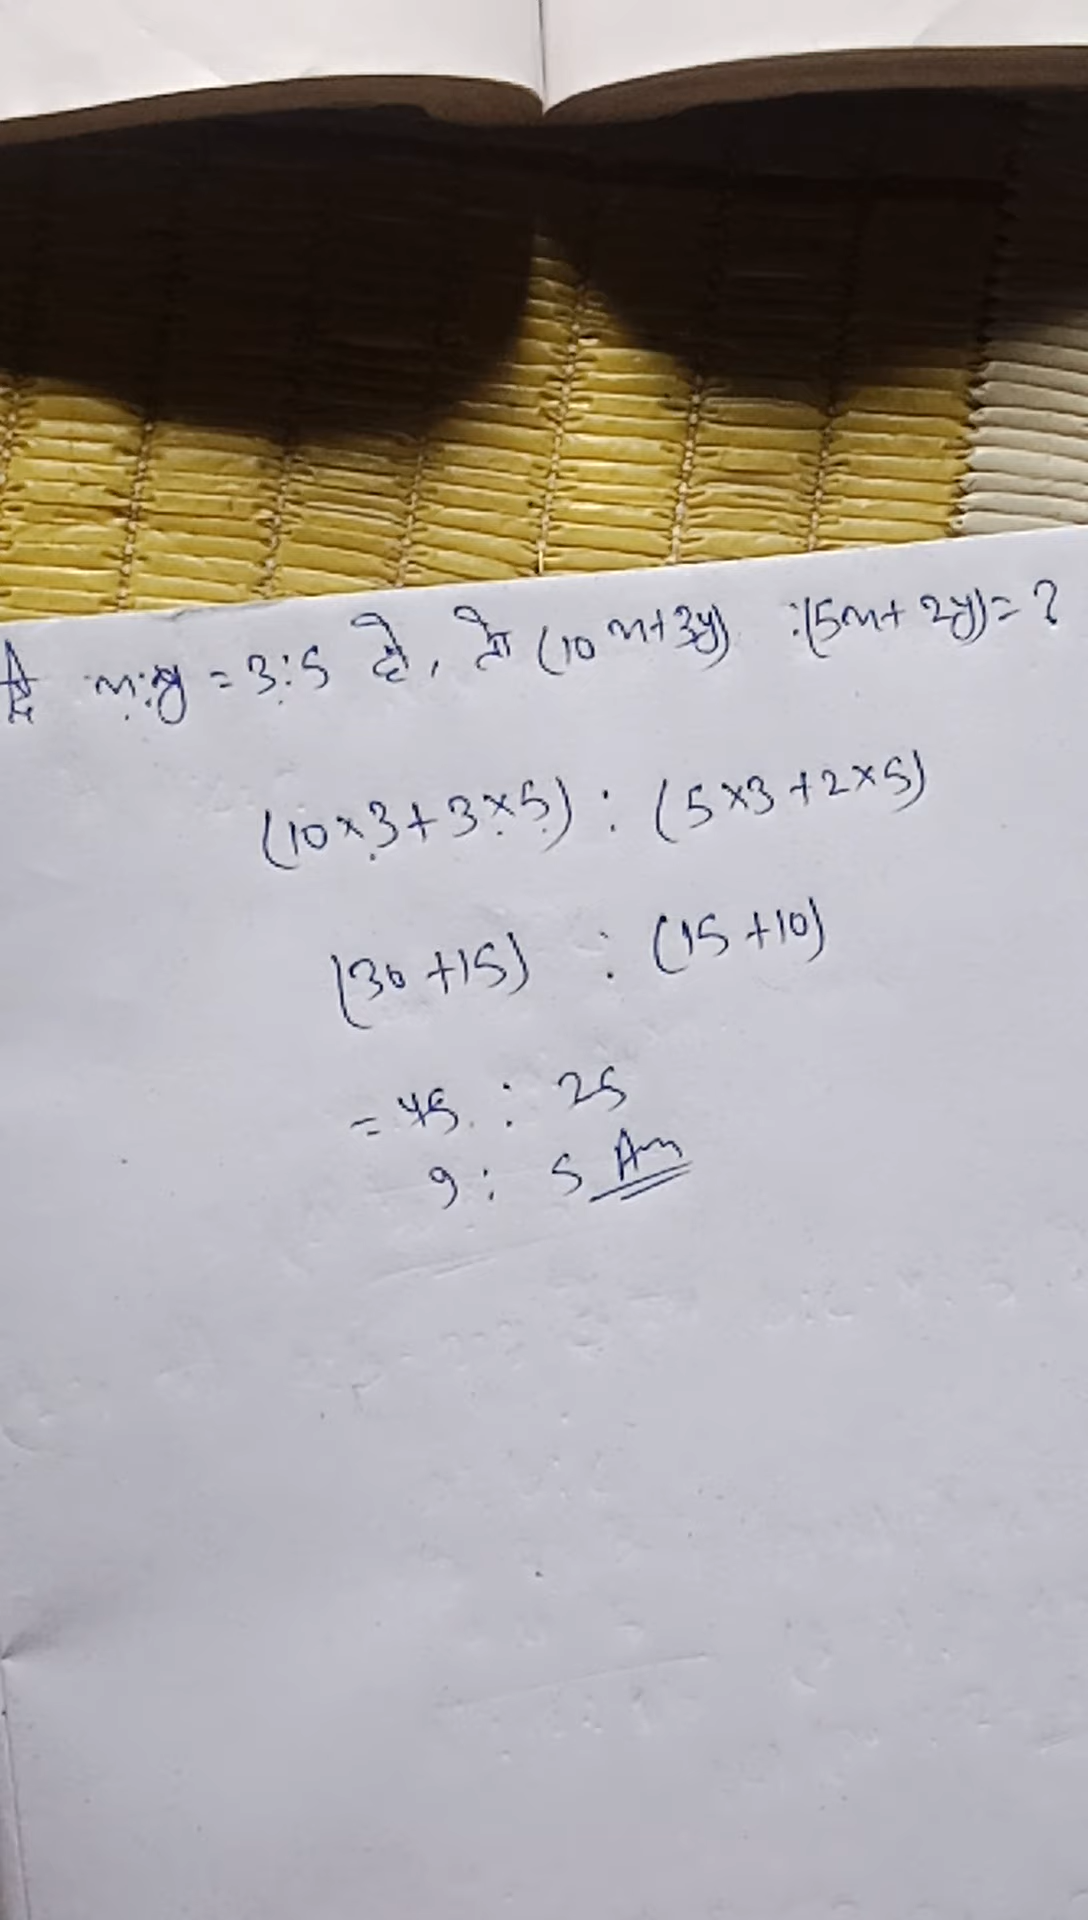 x:y = 3:5 है, तो (10x+3y) :(5x+2y)= ?
(10×3+3×5) : (5×3+2×5)
(30+15) : (15+10)
= 45 : 25
9 : 5 Ans